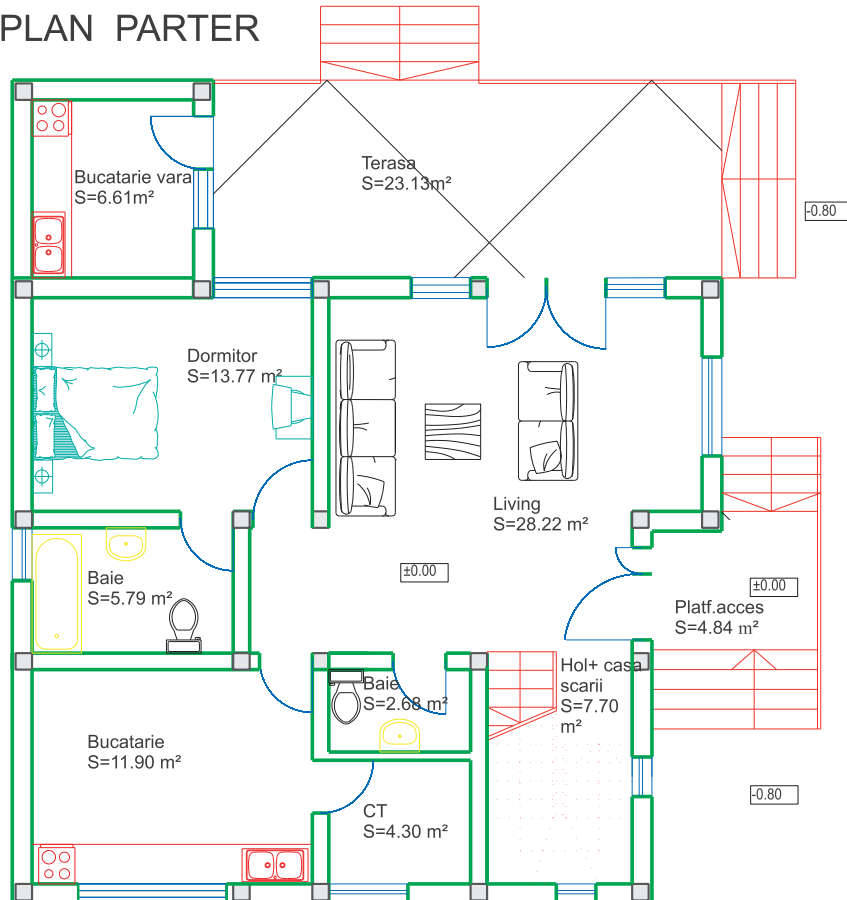 PLAN PARTER
Bucatarie vara
S=6.61m²
Terasa
S=23.13m²
-0.80
Dormitor
S=13.77 m²
Living
S=28.22 m²
Baie
S=5.79 m²
±0.00
±0.00
Platf.acces
S=4.84 m²
Hol+ casa
scarii
S=7.70
m²
Baie
S=2.68 m²
Bucatarie
S=11.90 m²
-0.80
CT
S=4.30 m²